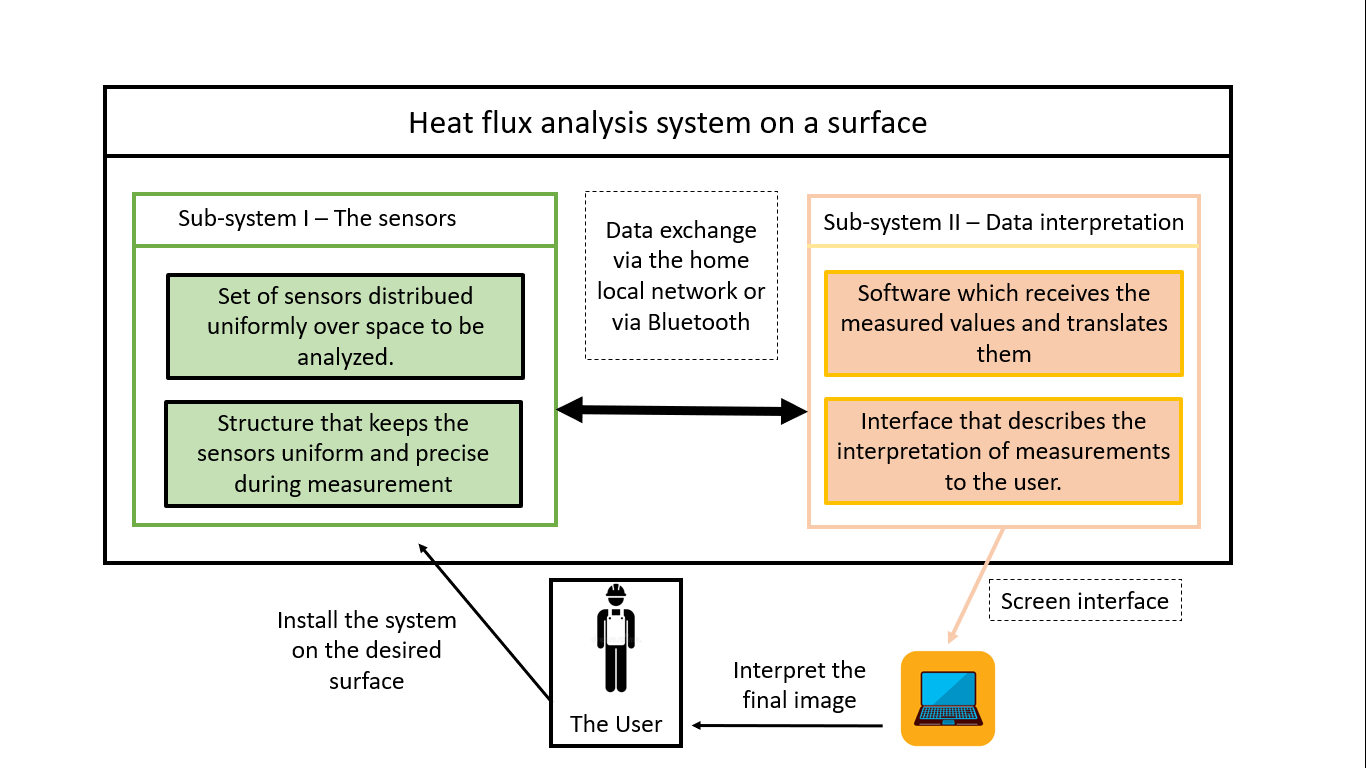 Heat flux analysis system on a surface
Sub-system I – The sensors
Set of sensors distribued
uniformly over space to be
analyzed.
Structure that keeps the
sensors uniform and precise
during measurement
Data exchange
via the home
local network or
via Bluetooth
Sub-system II – Data interpretation
Software which receives the
measured values and translates
them
Interface that describes the
interpretation of measurements
to the user.
Install the system
on the desired
surface
The User
Interpret the
final image
Screen interface